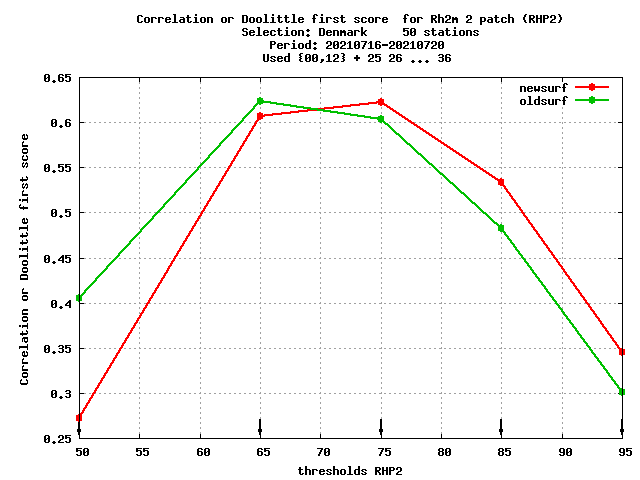 Correlation or Doolittle first score  for Rh2m 2 patch (RHP2)
Selection: Denmark     50 stations
Period: 20210716-20210720
Used {00,12} + 25 26 ... 36
newsurf
oldsurf
Correlation or Doolittle first score
0.65
0.6
0.55
0.5
0.45
0.4
0.35
0.3
0.25
50 55 60 65 70 75 80 85 90 95
thresholds RHP2